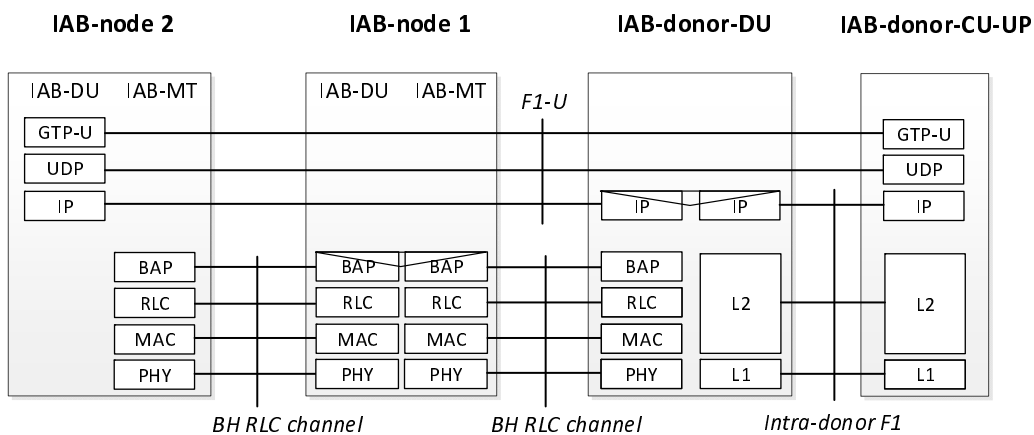 IAB-node 2 IAB-node 1 IAB-donor-DU IAB-donor-CU-UP
IAB-DU IAB-MT IAB-DU IAB-MT
F1-U
GTP-U GTP-U
UDP UDP
IP IP IP IP
BAP BAP BAP BAP
RLC RLC RLC RLC L2 L2
MAC MAC MAC MAC
PHY PHY PHY PHY L1 L1
BH RLC channel BH RLC channel Intra-donor F1